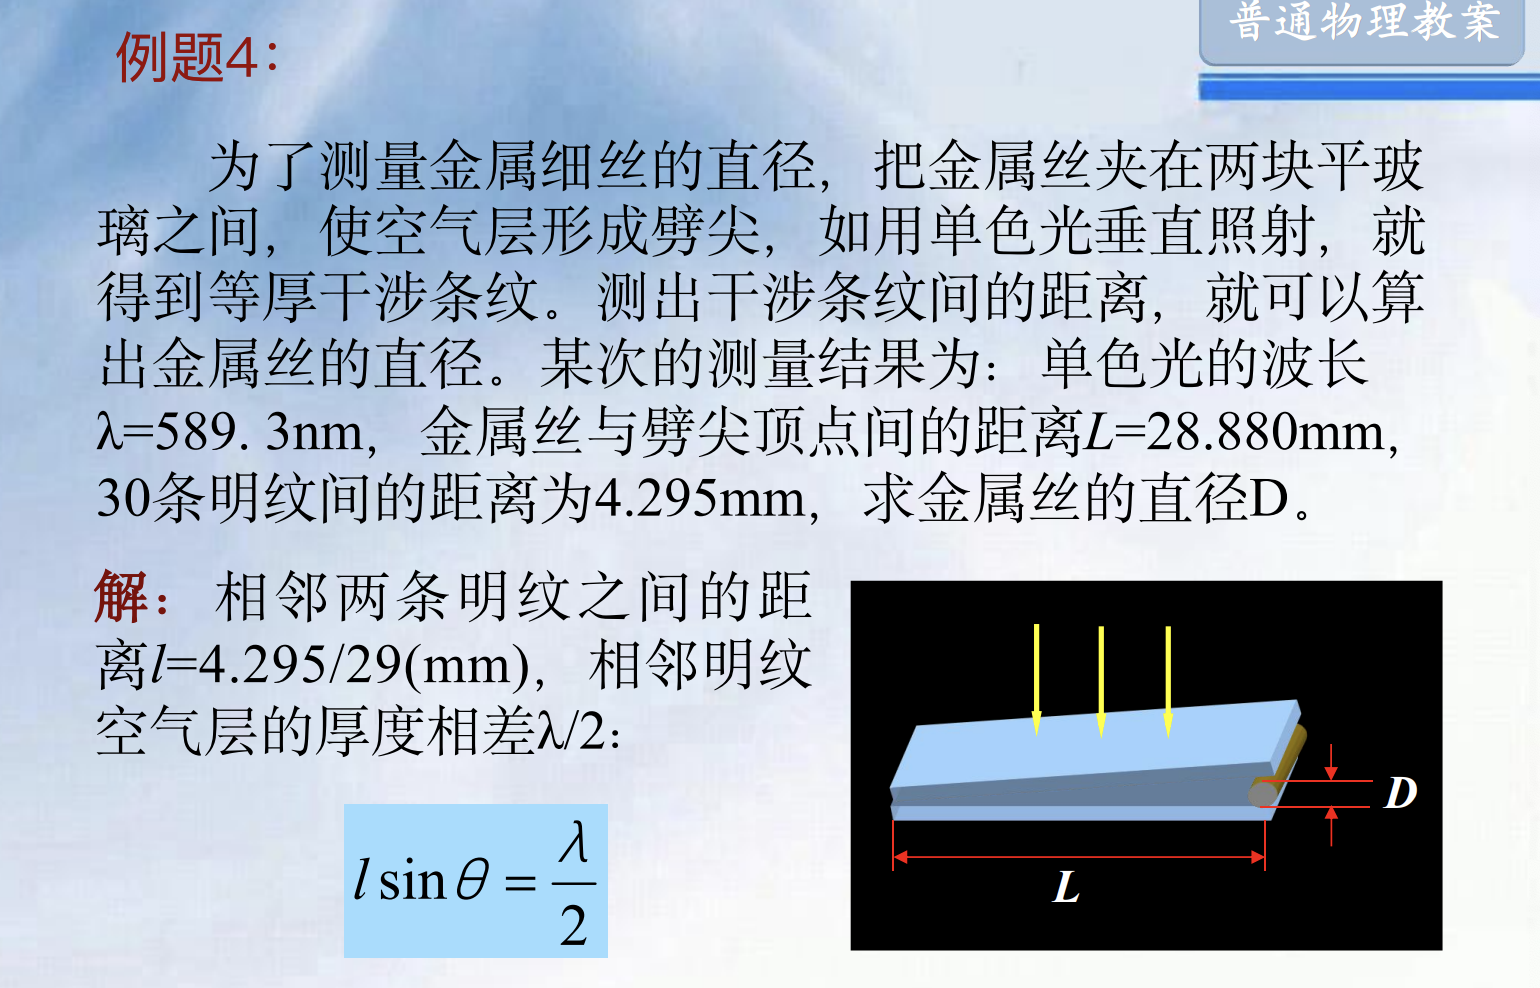 普通物理教案
例题4：
为了测量金属细丝的直径，把金属丝夹在两块平玻
璃之间，使空气层形成劈尖，如用单色光垂直照射，就
得到等厚干涉条纹。测出干涉条纹间的距离，就可以算
出金属丝的直径。某次的测量结果为：单色光的波长
λ=589. 3nm，金属丝与劈尖顶点间的距离L=28.880mm，
30条明纹间的距离为4.295mm，求金属丝的直径D。
解：相邻两条明纹之间的距
离l=4.295/29(mm)，相邻明纹
空气层的厚度相差λ/2：
l sin θ = λ/2
D
L